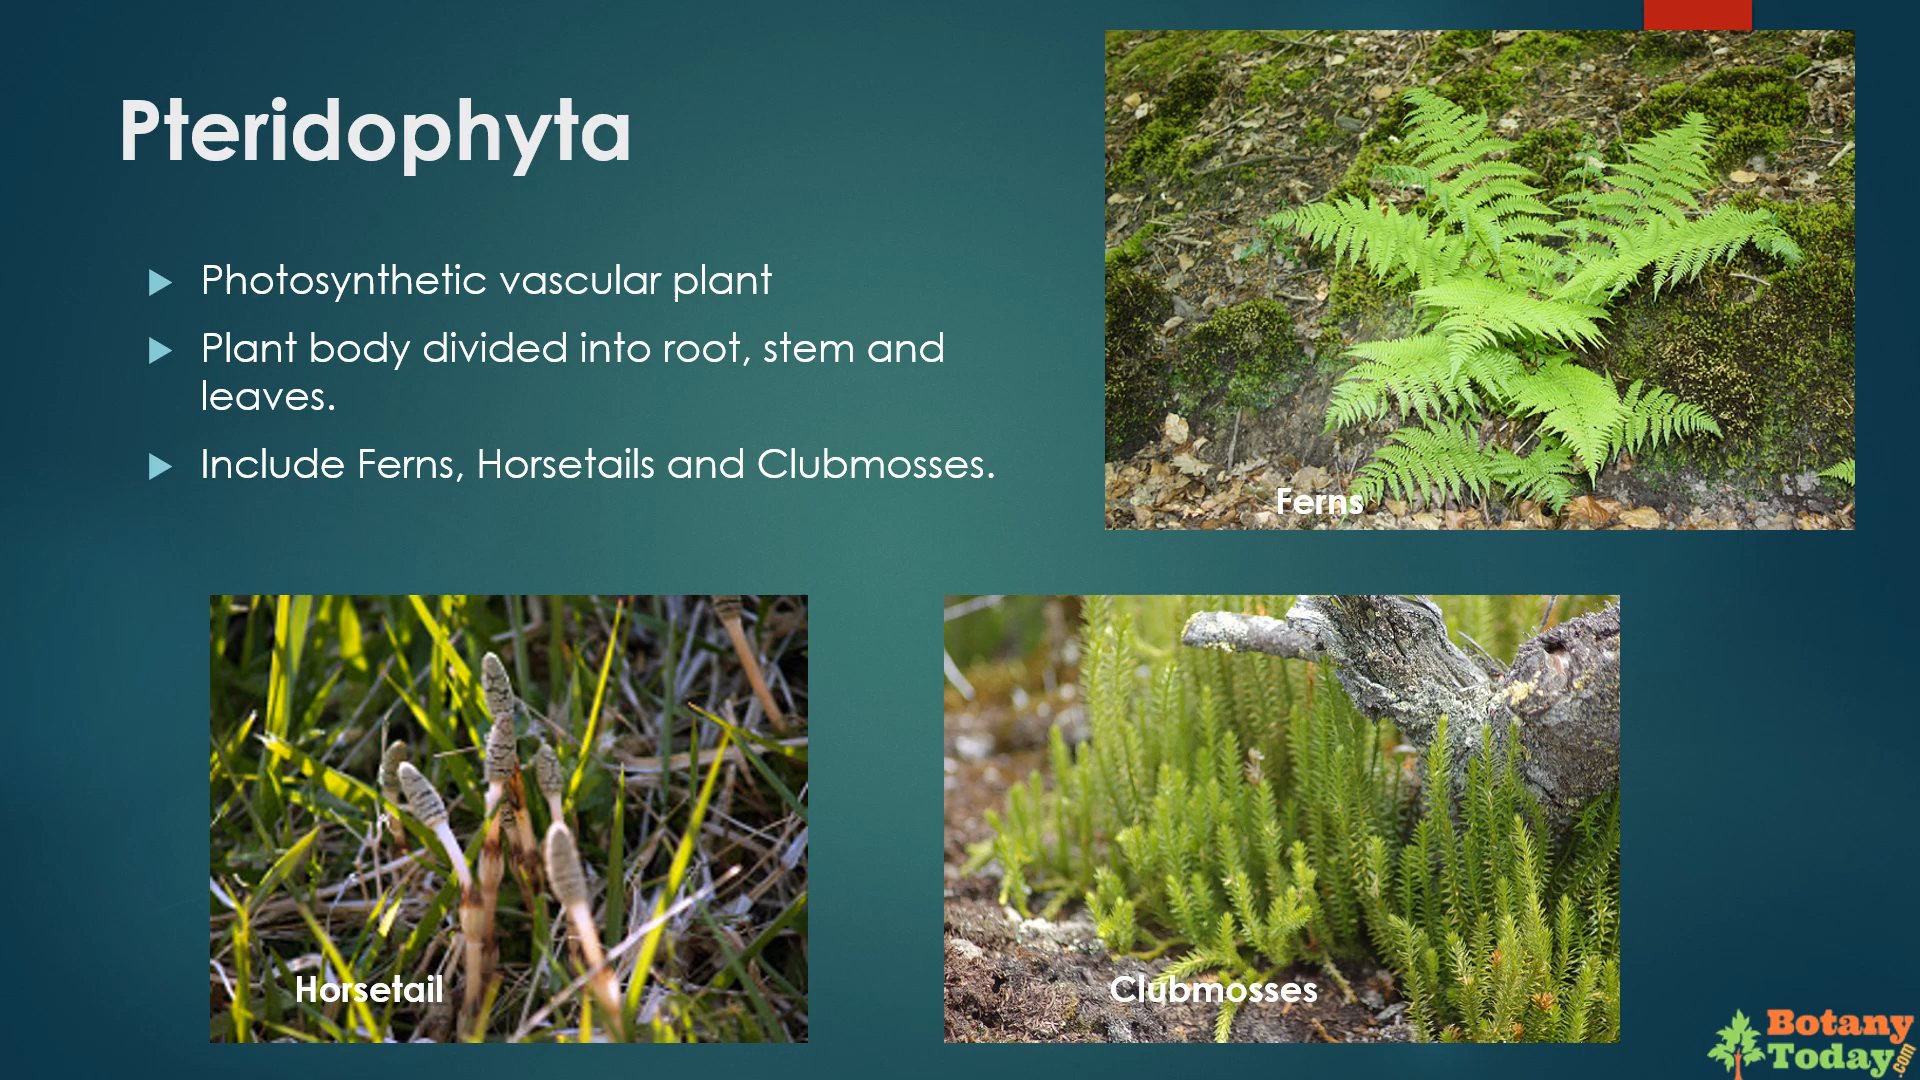 Pteridophyta
Photosynthetic vascular plant
Plant body divided into root, stem and
leaves.
Include Ferns, Horsetails and Clubmosses.
Ferns
Horsetail
Clubmosses
Botany
Today.com